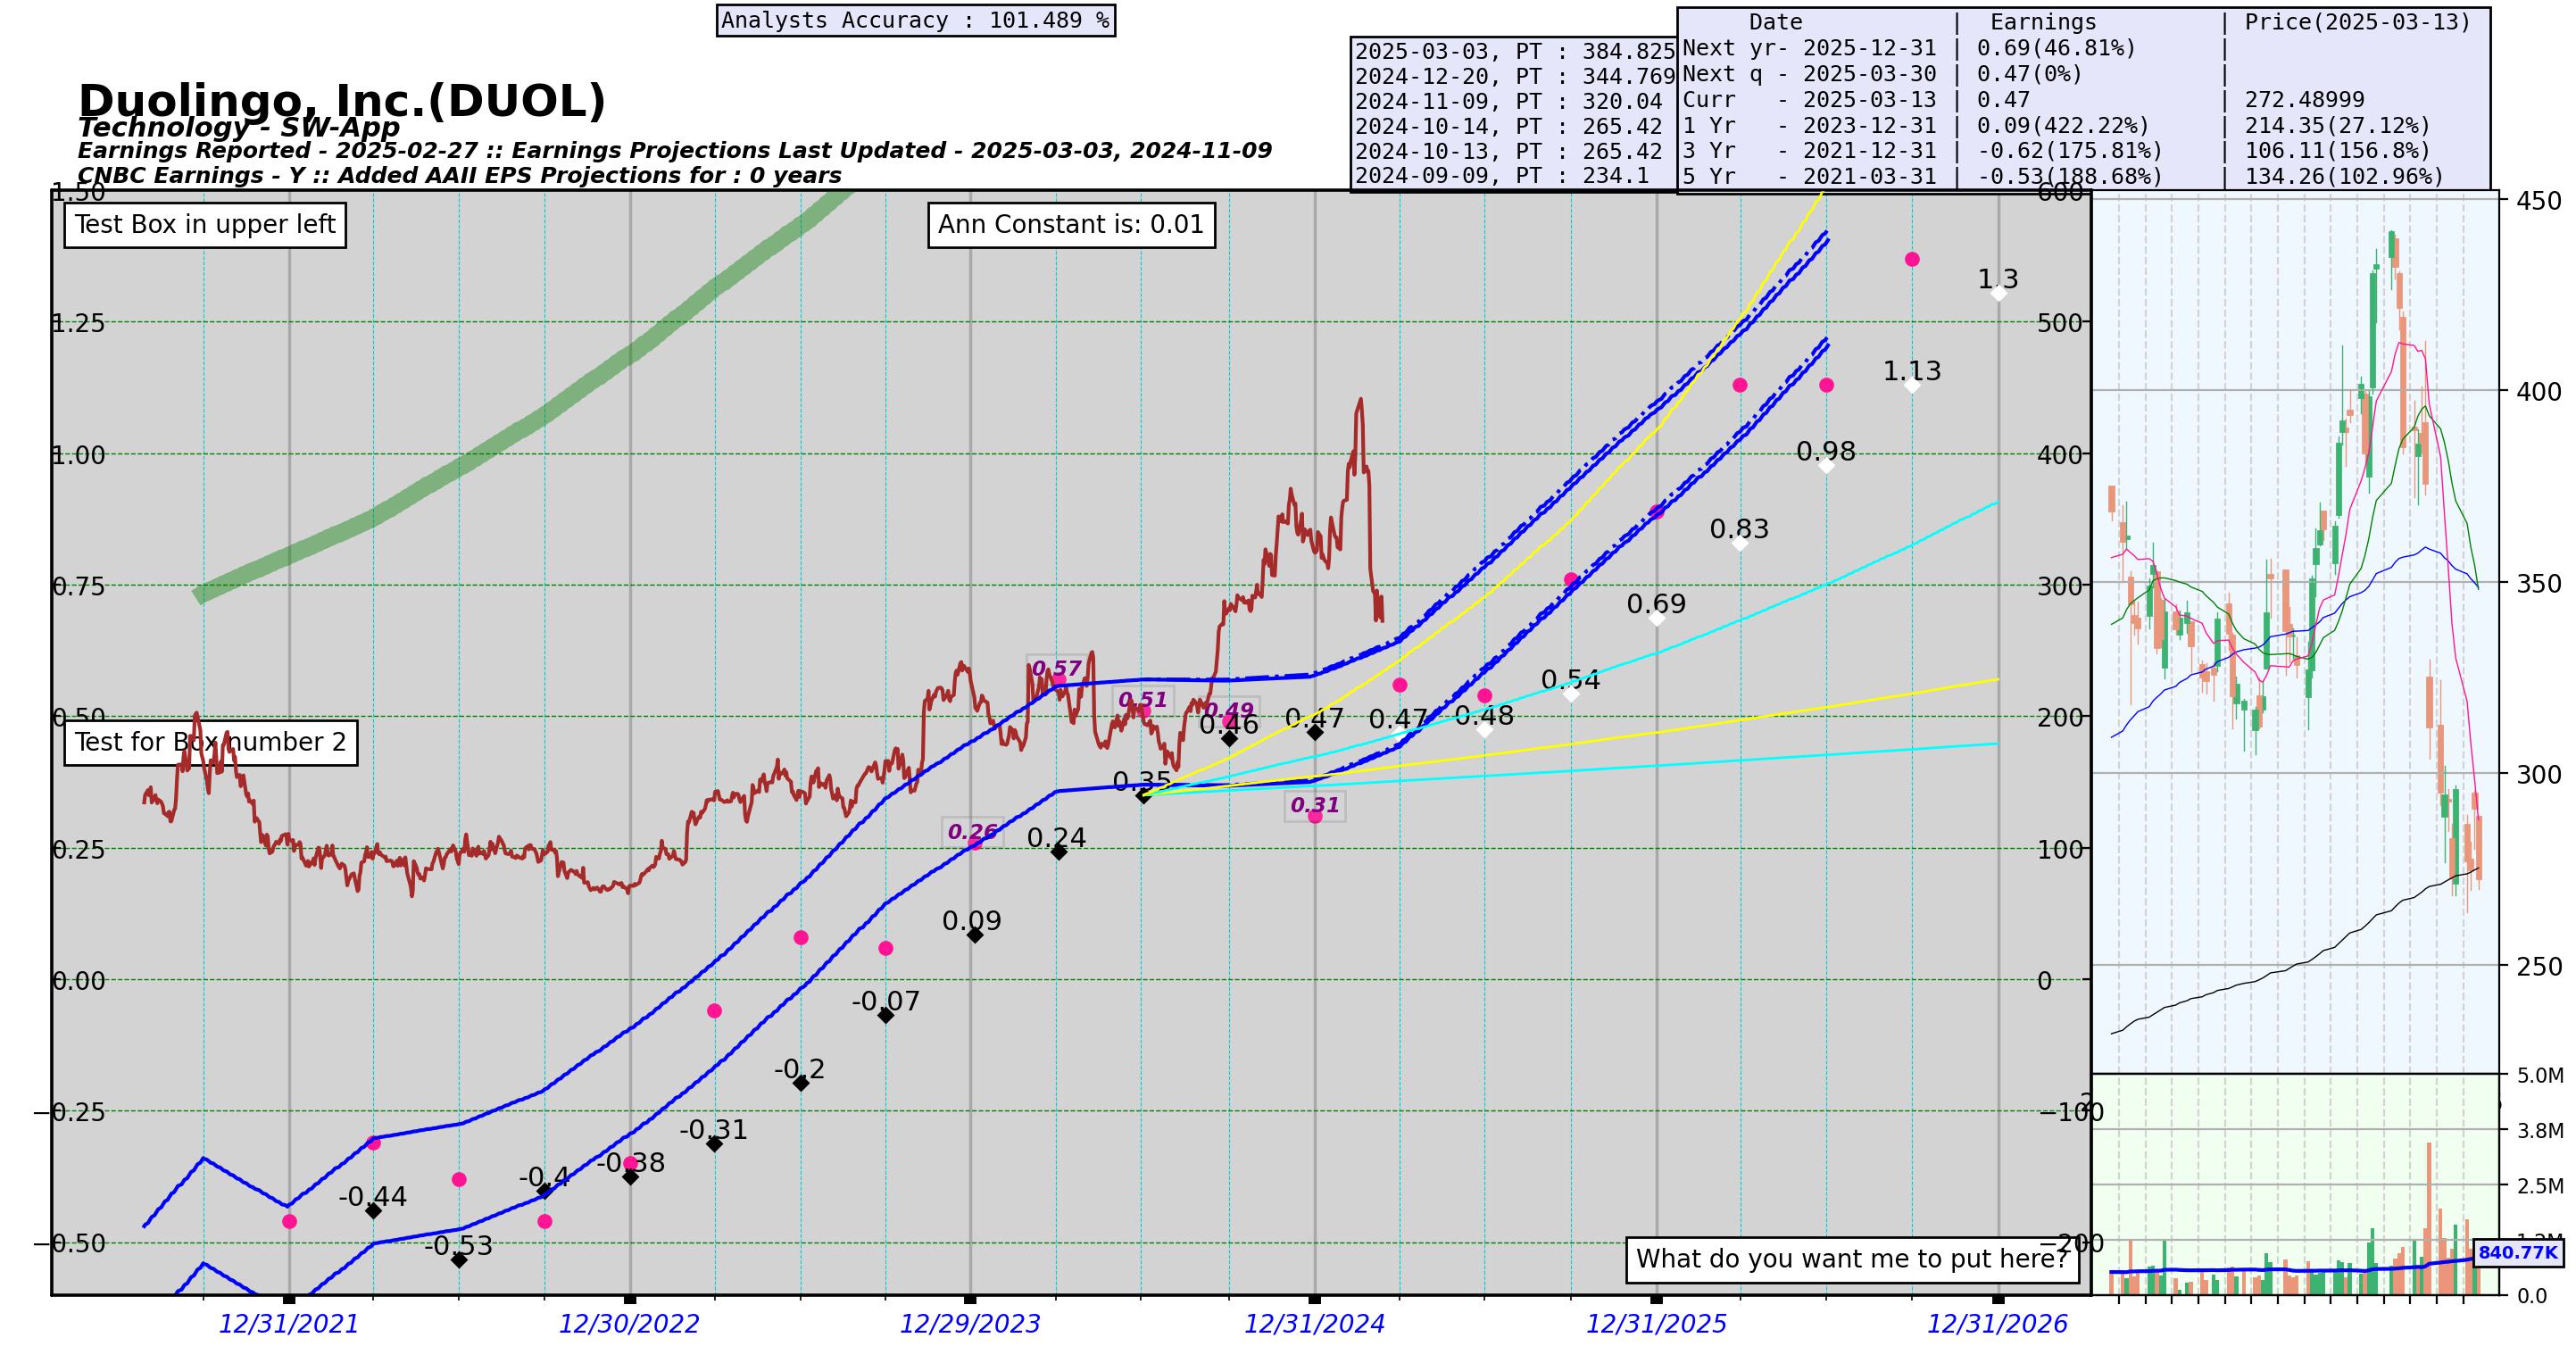 Analysts Accuracy : 101.489 %
Duolingo, Inc.(DUOL)
Technology - SW-App
Earnings Reported - 2025-02-27 :: Earnings Projections Last Updated - 2025-03-03, 2024-11-09
CNBC Earnings - Y :: Added AAII EPS Projections for : 0 years
2025-03-03, PT : 384.825
2024-12-20, PT : 344.769
2024-11-09, PT : 320.04
2024-10-14, PT : 265.42
2024-10-13, PT : 265.42
2024-09-09, PT : 234.1
Date | Earnings | Price(2025-03-13)
Next yr- 2025-12-31 | 0.69(46.81%) |
Next q - 2025-03-30 | 0.47(0%) |
Curr - 2025-03-13 | 0.47 | 272.48999
1 Yr - 2023-12-31 | 0.09(422.22%) | 214.35(27.12%)
3 Yr - 2021-12-31 | -0.62(175.81%) | 106.11(156.8%)
5 Yr - 2021-03-31 | -0.53(188.68%) | 134.26(102.96%)
Test Box in upper left
Ann Constant is: 0.01
Test for Box number 2
What do you want me to put here?
1.50
1.25
1.00
0.75
0.50
0.25
0.00
−0.25
−0.50
-0.44
-0.53
-0.4
-0.38
-0.31
-0.2
-0.07
0.09
0.24
0.35
0.46
0.47
0.47
0.48
0.54
0.69
0.83
0.98
1.13
1.3
0.26
0.57
0.51
0.49
0.31
600
500
400
300
200
100
0
−100
−200
450
400
350
300
250
5.0M
3.8M
2.5M
840.77K
0.0
12/31/2021
12/30/2022
12/29/2023
12/31/2024
12/31/2025
12/31/2026